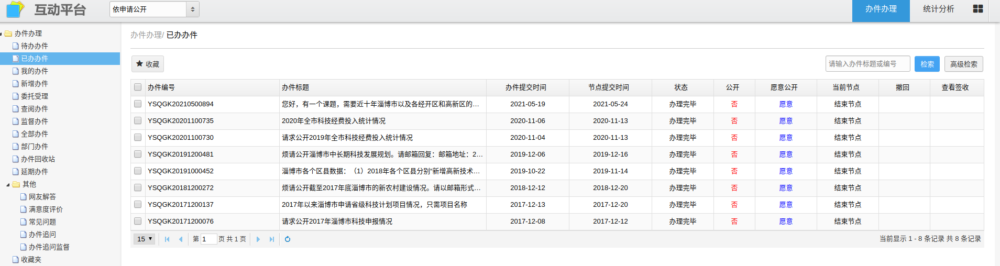 互动平台
依申请公开
办件办理
统计分析
办件办理
待办办件
已办办件
我的办件
新增办件
委托受理
查阅办件
监督办件
全部办件
部门办件
办件回收站
延期办件
其他
网友解答
满意度评价
常见问题
办件追问
办件追问监督
收藏夹
办件办理/ 已办办件
收藏
请输入办件标题或编号
检索
高级检索
办件编号 办件标题 办件提交时间 节点提交时间 状态 公开 愿意公开 当前节点 撤回 查看签收
YSQGK20210500894 您好，有一个课题，需要近十年淄博市以及各经开区和高新区的... 2021-05-19 2021-05-24 办理完毕 否 愿意 结束节点
YSQGK20201100735 2020年全市科技经费投入统计情况 2020-11-06 2020-11-13 办理完毕 否 愿意 结束节点
YSQGK20201100730 请求公开2019年全市科技经费投入统计情况 2020-11-04 2020-11-13 办理完毕 否 愿意 结束节点
YSQGK20191200481 烦请公开淄博市中长期科技发展规划。请邮箱回复：邮箱地址：2... 2019-12-06 2019-12-16 办理完毕 否 愿意 结束节点
YSQGK20191000452 淄博市各个区县数据：（1）2018年各个区县分别“新增高新技术... 2019-10-22 2019-11-14 办理完毕 否 愿意 结束节点
YSQGK20181200272 烦请公开截至2017年底淄博市的新农村建设情况。请以邮箱形式... 2018-12-12 2018-12-20 办理完毕 否 愿意 结束节点
YSQGK20171200137 2017年以来淄博市申请省级科技计划项目情况，只需项目名称 2017-12-13 2017-12-20 办理完毕 否 愿意 结束节点
YSQGK20171200076 请求公开2017年淄博市科技申报情况 2017-12-08 2017-12-12 办理完毕 否 愿意 结束节点
15 第 1 页 共 1 页 当前显示 1 - 8 条记录 共 8 条记录